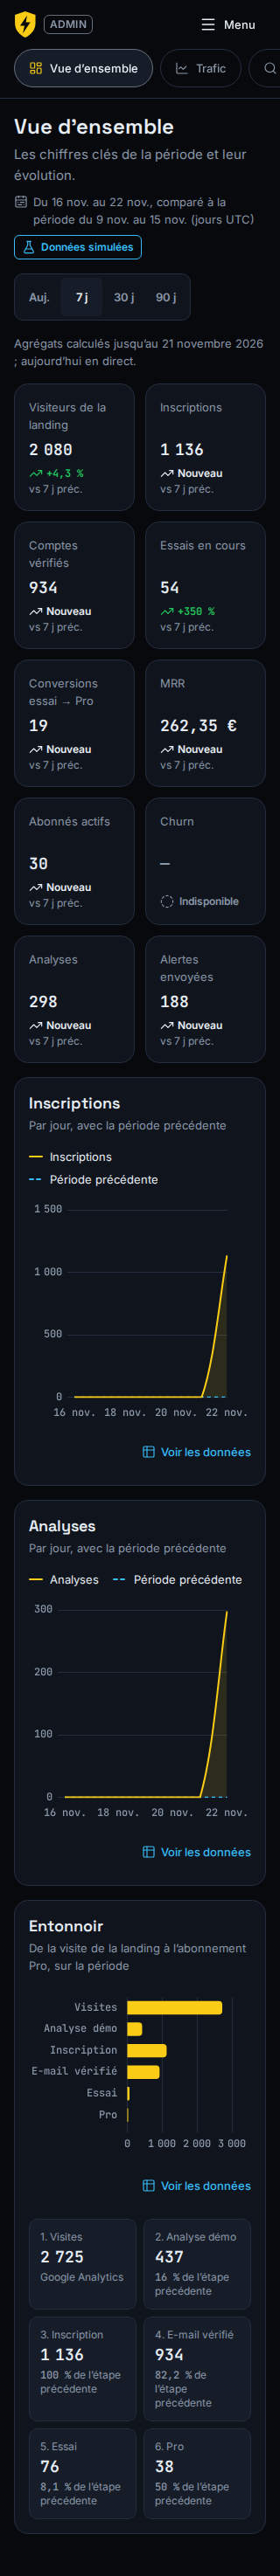 ADMIN
Menu
Vue d'ensemble
Trafic
Vue d'ensemble
Les chiffres clés de la période et leur
évolution.
Du 16 nov. au 22 nov., comparé à la
période du 9 nov. au 15 nov. (jours UTC)
Données simulées
Auj.
7 j
30 j
90 j
Agrégats calculés jusqu'au 21 novembre 2026
; aujourd'hui en direct.
Visiteurs de la
landing
2 080
+4,3 %
vs 7 j préc.
Inscriptions
1 136
Nouveau
vs 7 j préc.
Comptes
vérifiés
934
Nouveau
vs 7 j préc.
Essais en cours
54
+350 %
vs 7 j préc.
Conversions
essai → Pro
19
Nouveau
vs 7 j préc.
MRR
262,35 €
Nouveau
vs 7 j préc.
Abonnés actifs
30
Nouveau
vs 7 j préc.
Churn
—
Indisponible
Analyses
298
Nouveau
vs 7 j préc.
Alertes
envoyées
188
Nouveau
vs 7 j préc.
Inscriptions
Par jour, avec la période précédente
Inscriptions
Période précédente
1 500
1 000
500
0
16 nov. 18 nov. 20 nov. 22 nov.
Voir les données
Analyses
Par jour, avec la période précédente
Analyses Période précédente
300
200
100
0
16 nov. 18 nov. 20 nov. 22 nov.
Voir les données
Entonnoir
De la visite de la landing à l'abonnement
Pro, sur la période
Visites
Analyse démo
Inscription
E-mail vérifié
Essai
Pro
0 1 000 2 000 3 000
Voir les données
1. Visites
2 725
Google Analytics
2. Analyse démo
437
16 % de l'étape
précédente
3. Inscription
1 136
100 % de l'étape
précédente
4. E-mail vérifié
934
82,2 % de
l'étape
précédente
5. Essai
76
8,1 % de l'étape
précédente
6. Pro
38
50 % de l'étape
précédente